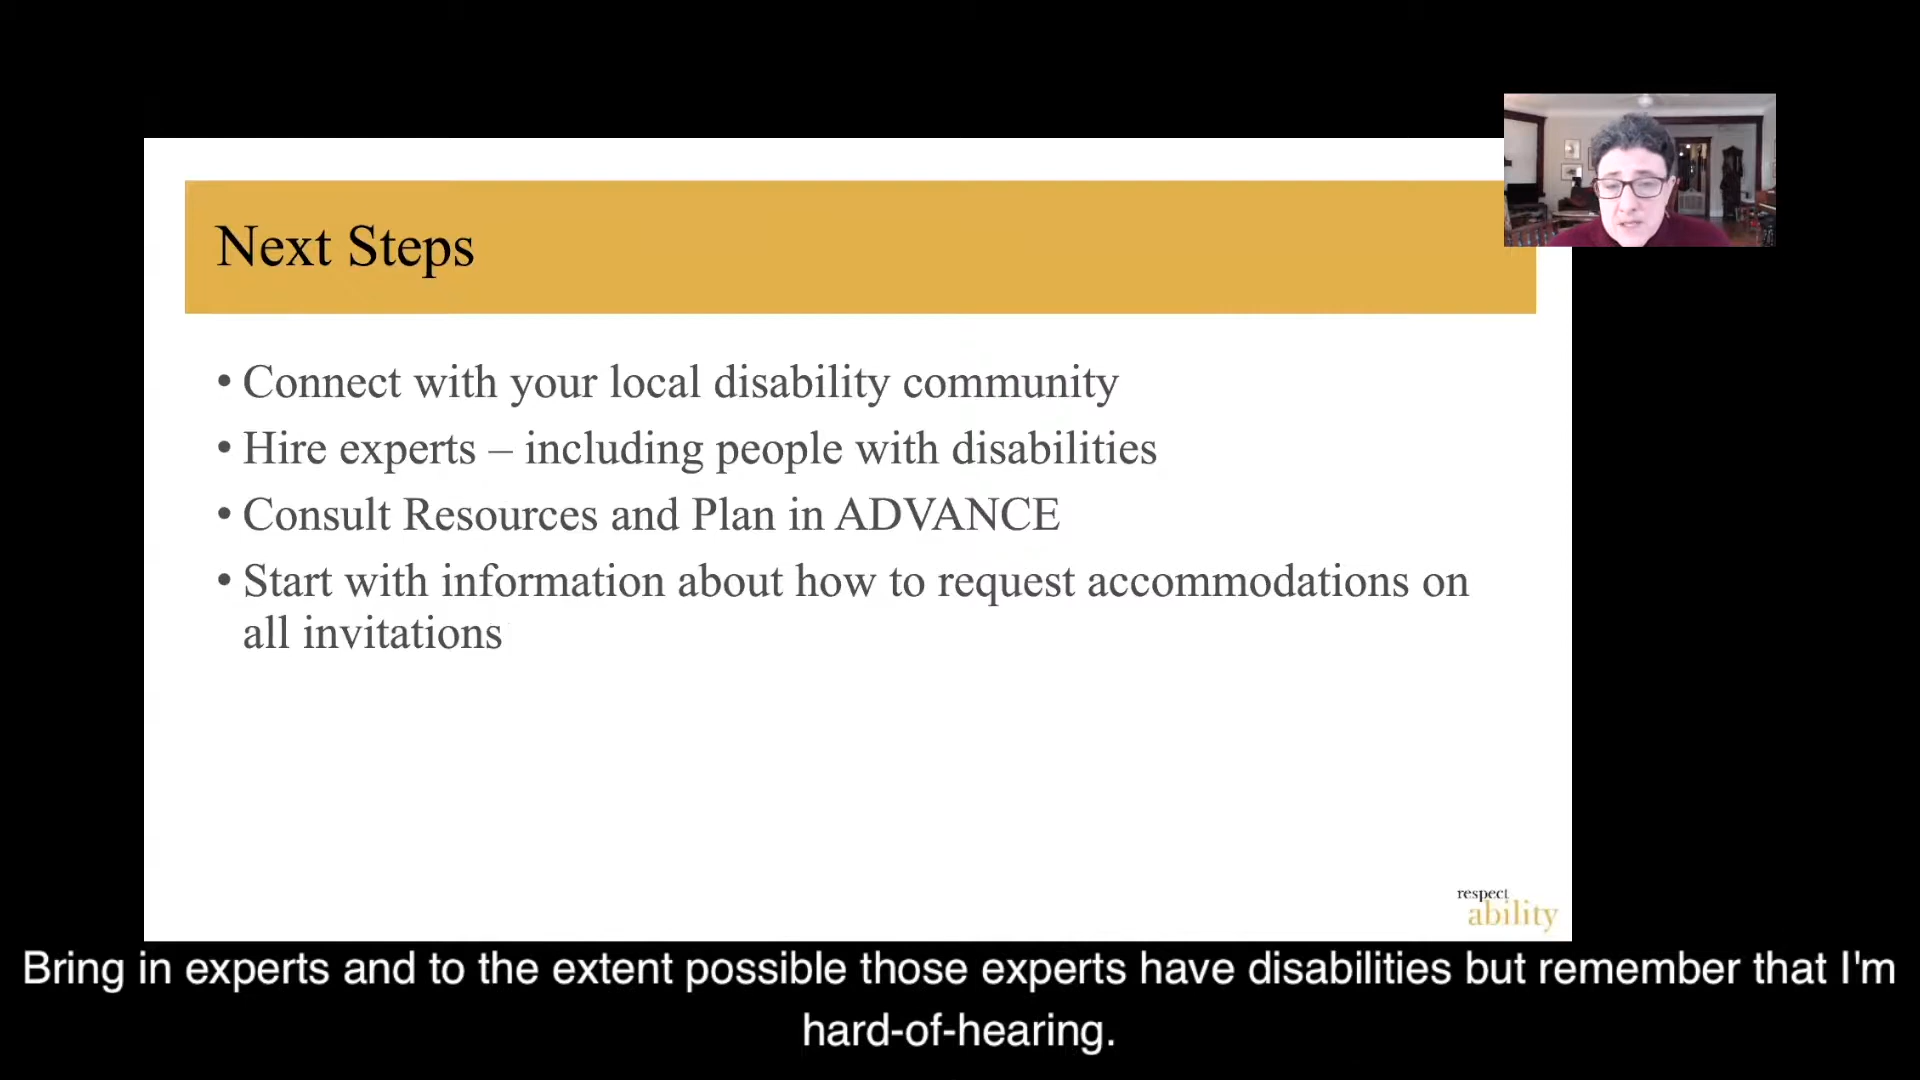 Next Steps
• Connect with your local disability community
• Hire experts – including people with disabilities
• Consult Resources and Plan in ADVANCE
• Start with information about how to request accommodations on
all invitations
respect
ability
Bring in experts and to the extent possible those experts have disabilities but remember that I'm
hard-of-hearing.